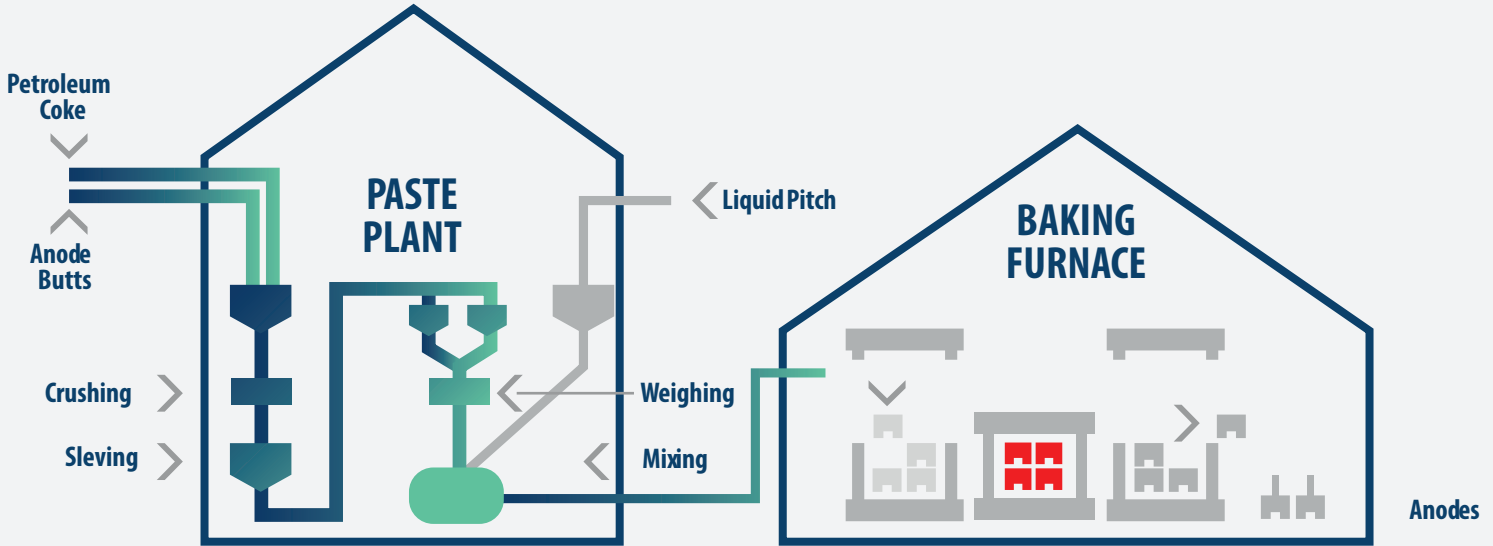 Petroleum
Coke
Anode
Butts
Crushing
Sleving
PASTE
PLANT
Liquid Pitch
Weighing
Mixing
BAKING
FURNACE
Anodes